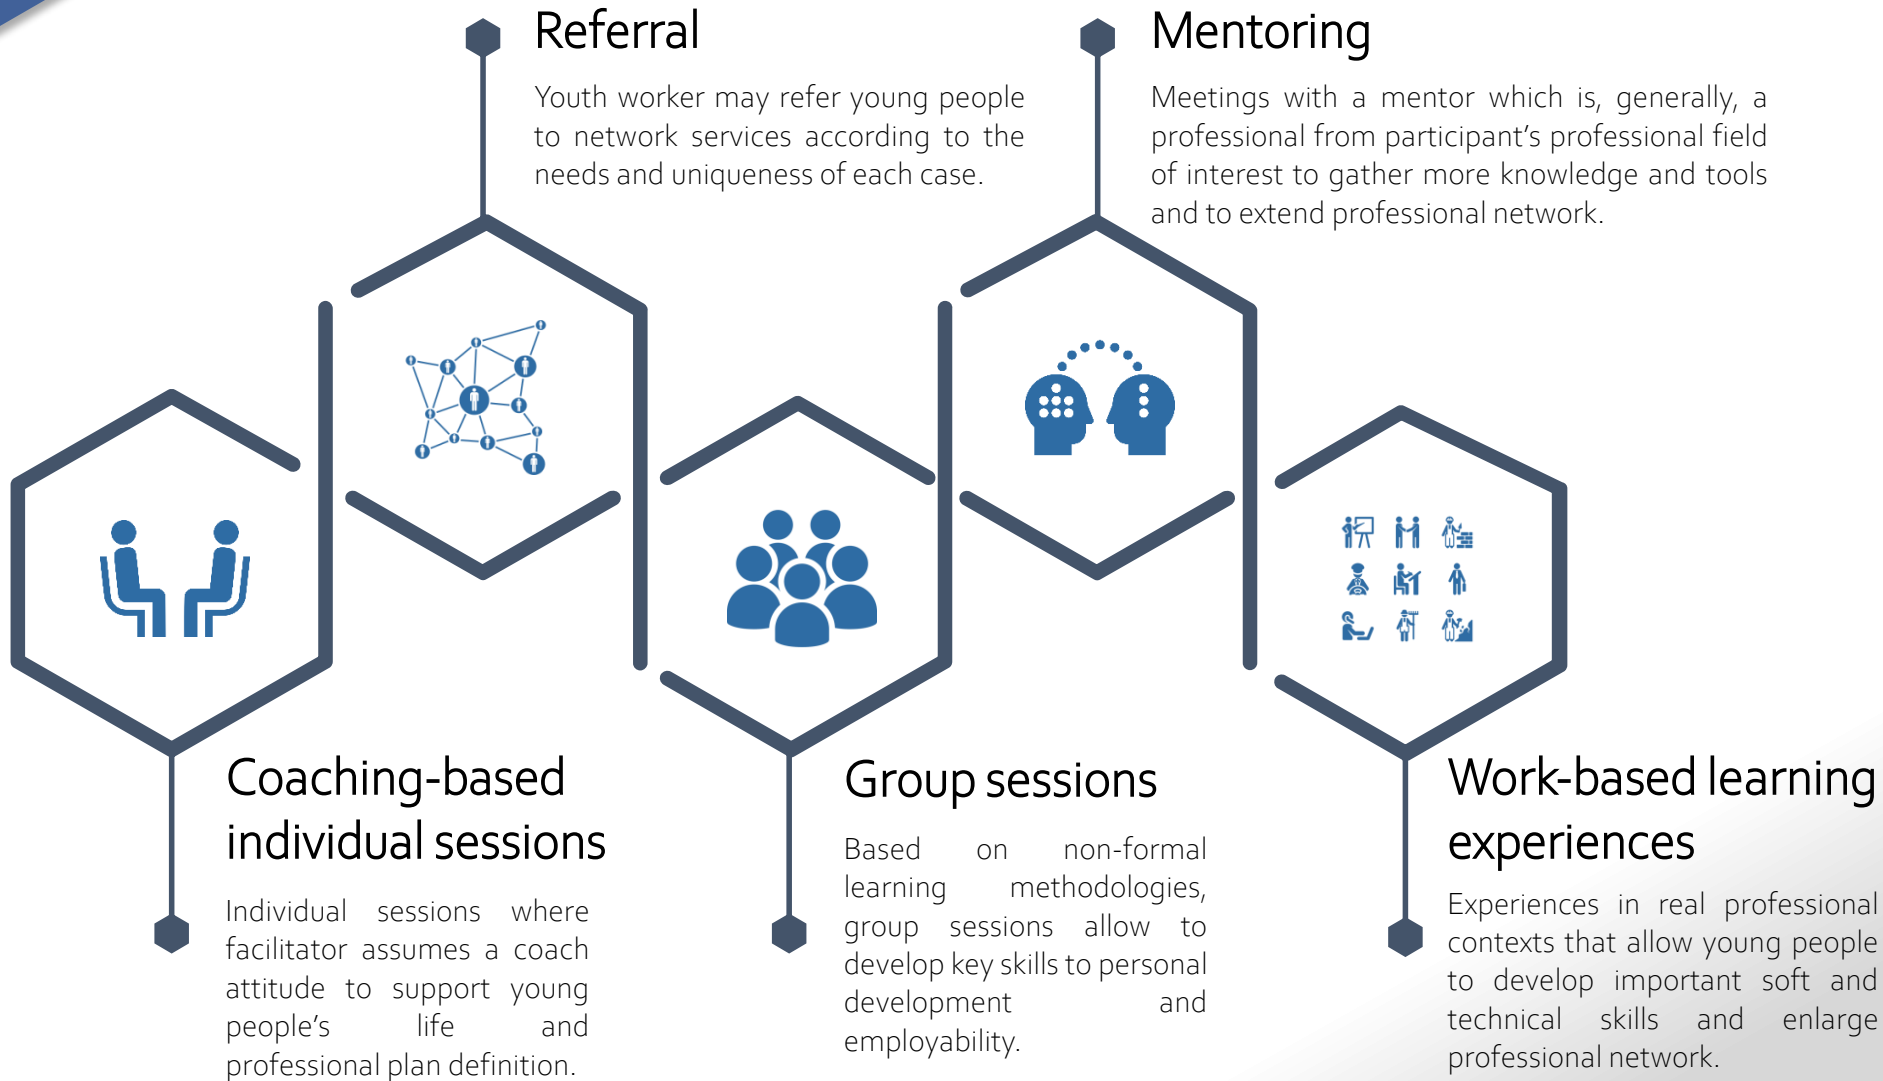 Referral
Youth worker may refer young people
to network services according to the
needs and uniqueness of each case.
Mentoring
Meetings with a mentor which is, generally, a
professional from participant's professional field
of interest to gather more knowledge and tools
and to extend professional network.
Coaching-based
individual sessions
Individual sessions where
facilitator assumes a coach
attitude to support young
people's life and
professional plan definition.
Group sessions
Based on non-formal
learning methodologies,
group sessions allow to
develop key skills to personal
development and
employability.
Work-based learning
experiences
Experiences in real professional
contexts that allow young people
to develop important soft and
technical skills and enlarge
professional network.